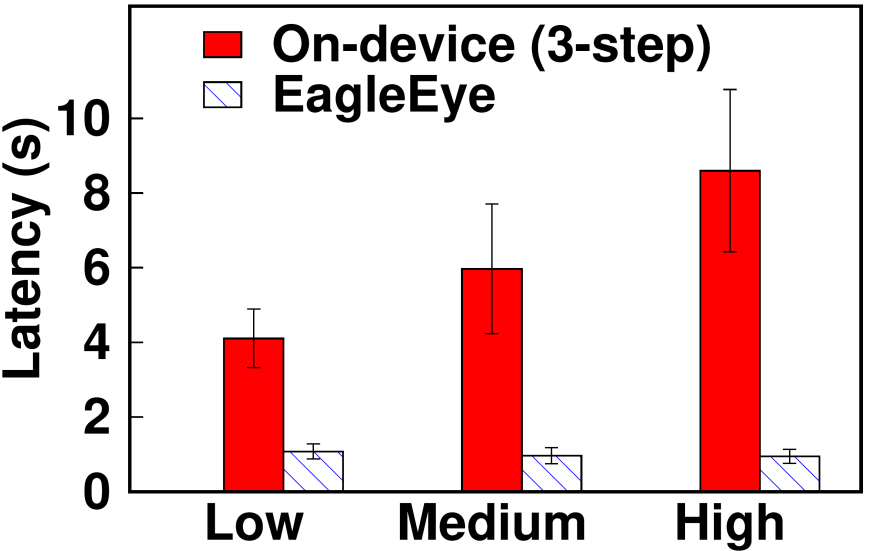 On-device (3-step)
EagleEye
Latency (s)
10
8
6
4
2
0
Low Medium High